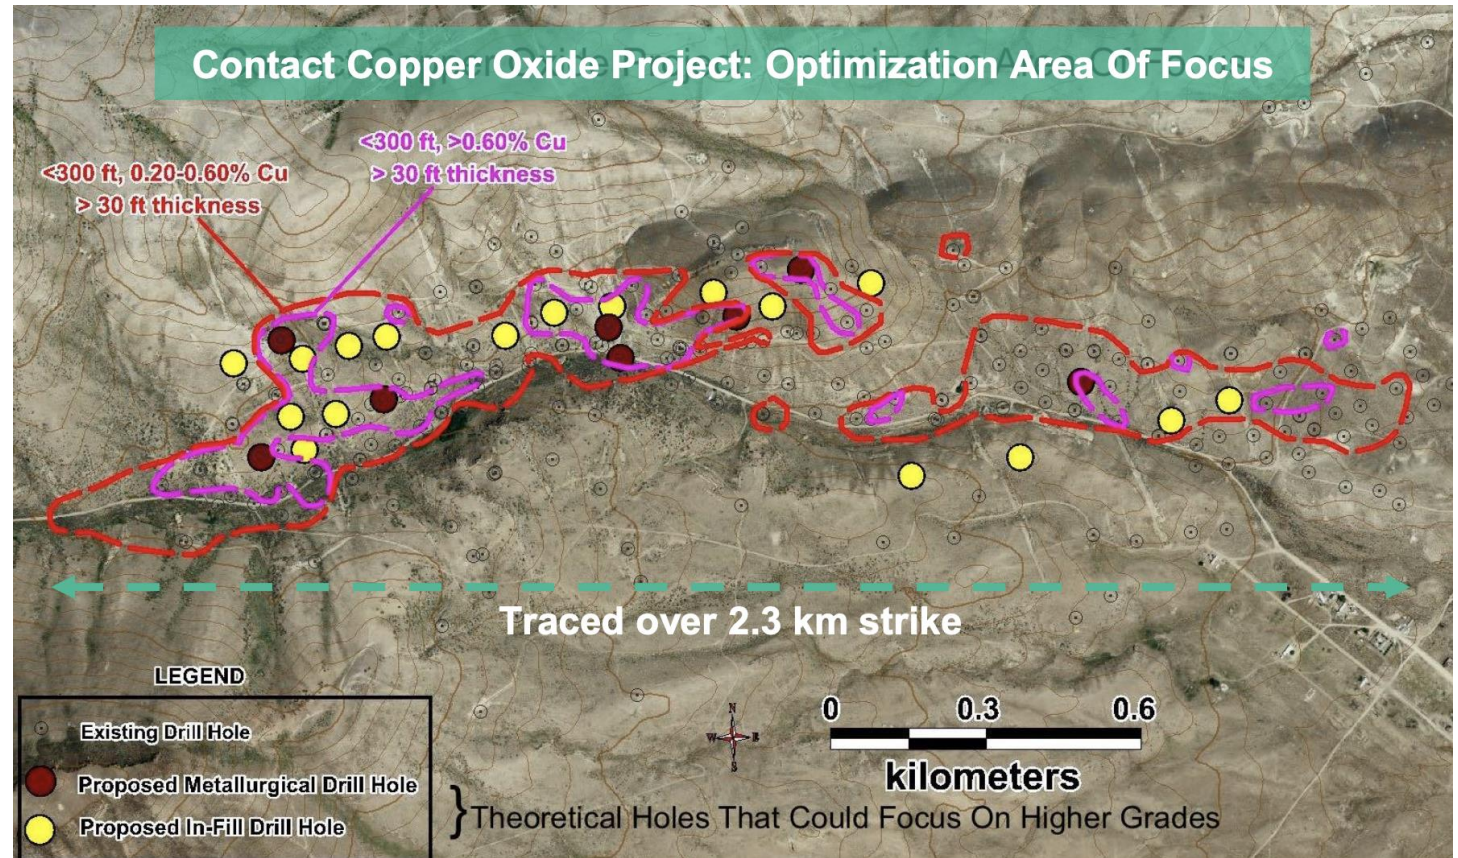 Contact Copper Oxide Project: Optimization Area Of Focus
<300 ft, >0.60% Cu
> 30 ft thickness
<300 ft, 0.20-0.60% Cu
> 30 ft thickness
Traced over 2.3 km strike
LEGEND
Existing Drill Hole
Proposed Metallurgical Drill Hole
Proposed In-Fill Drill Hole
}Theoretical Holes That Could Focus On Higher Grades
N
W E
S
0 0.3 0.6
kilometers